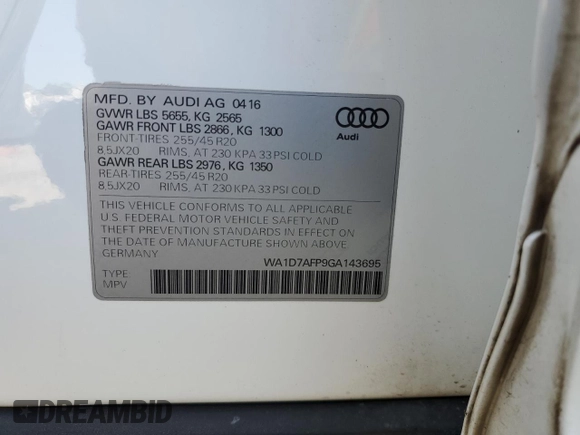 MFD. BY AUDI AG 04 16
GVWR LBS 5655, KG 2565
GAWR FRONT LBS 2866, KG 1300
FRONT-TIRES 255/45 R20
8.5JX20 RIMS, AT 230 KPA 33 PSI COLD
GAWR REAR LBS 2976, KG 1350
REAR-TIRES 255/45 R20
8.5JX20 RIMS, AT 230 KPA 33 PSI COLD
Audi
THIS VEHICLE CONFORMS TO ALL APPLICABLE
U.S. FEDERAL MOTOR VEHICLE SAFETY AND
THEFT PREVENTION STANDARDS IN EFFECT ON
THE DATE OF MANUFACTURE SHOWN ABOVE.
GERMANY
WA1D7AFP9GA143695
TYPE:
MPV
DREAMBID